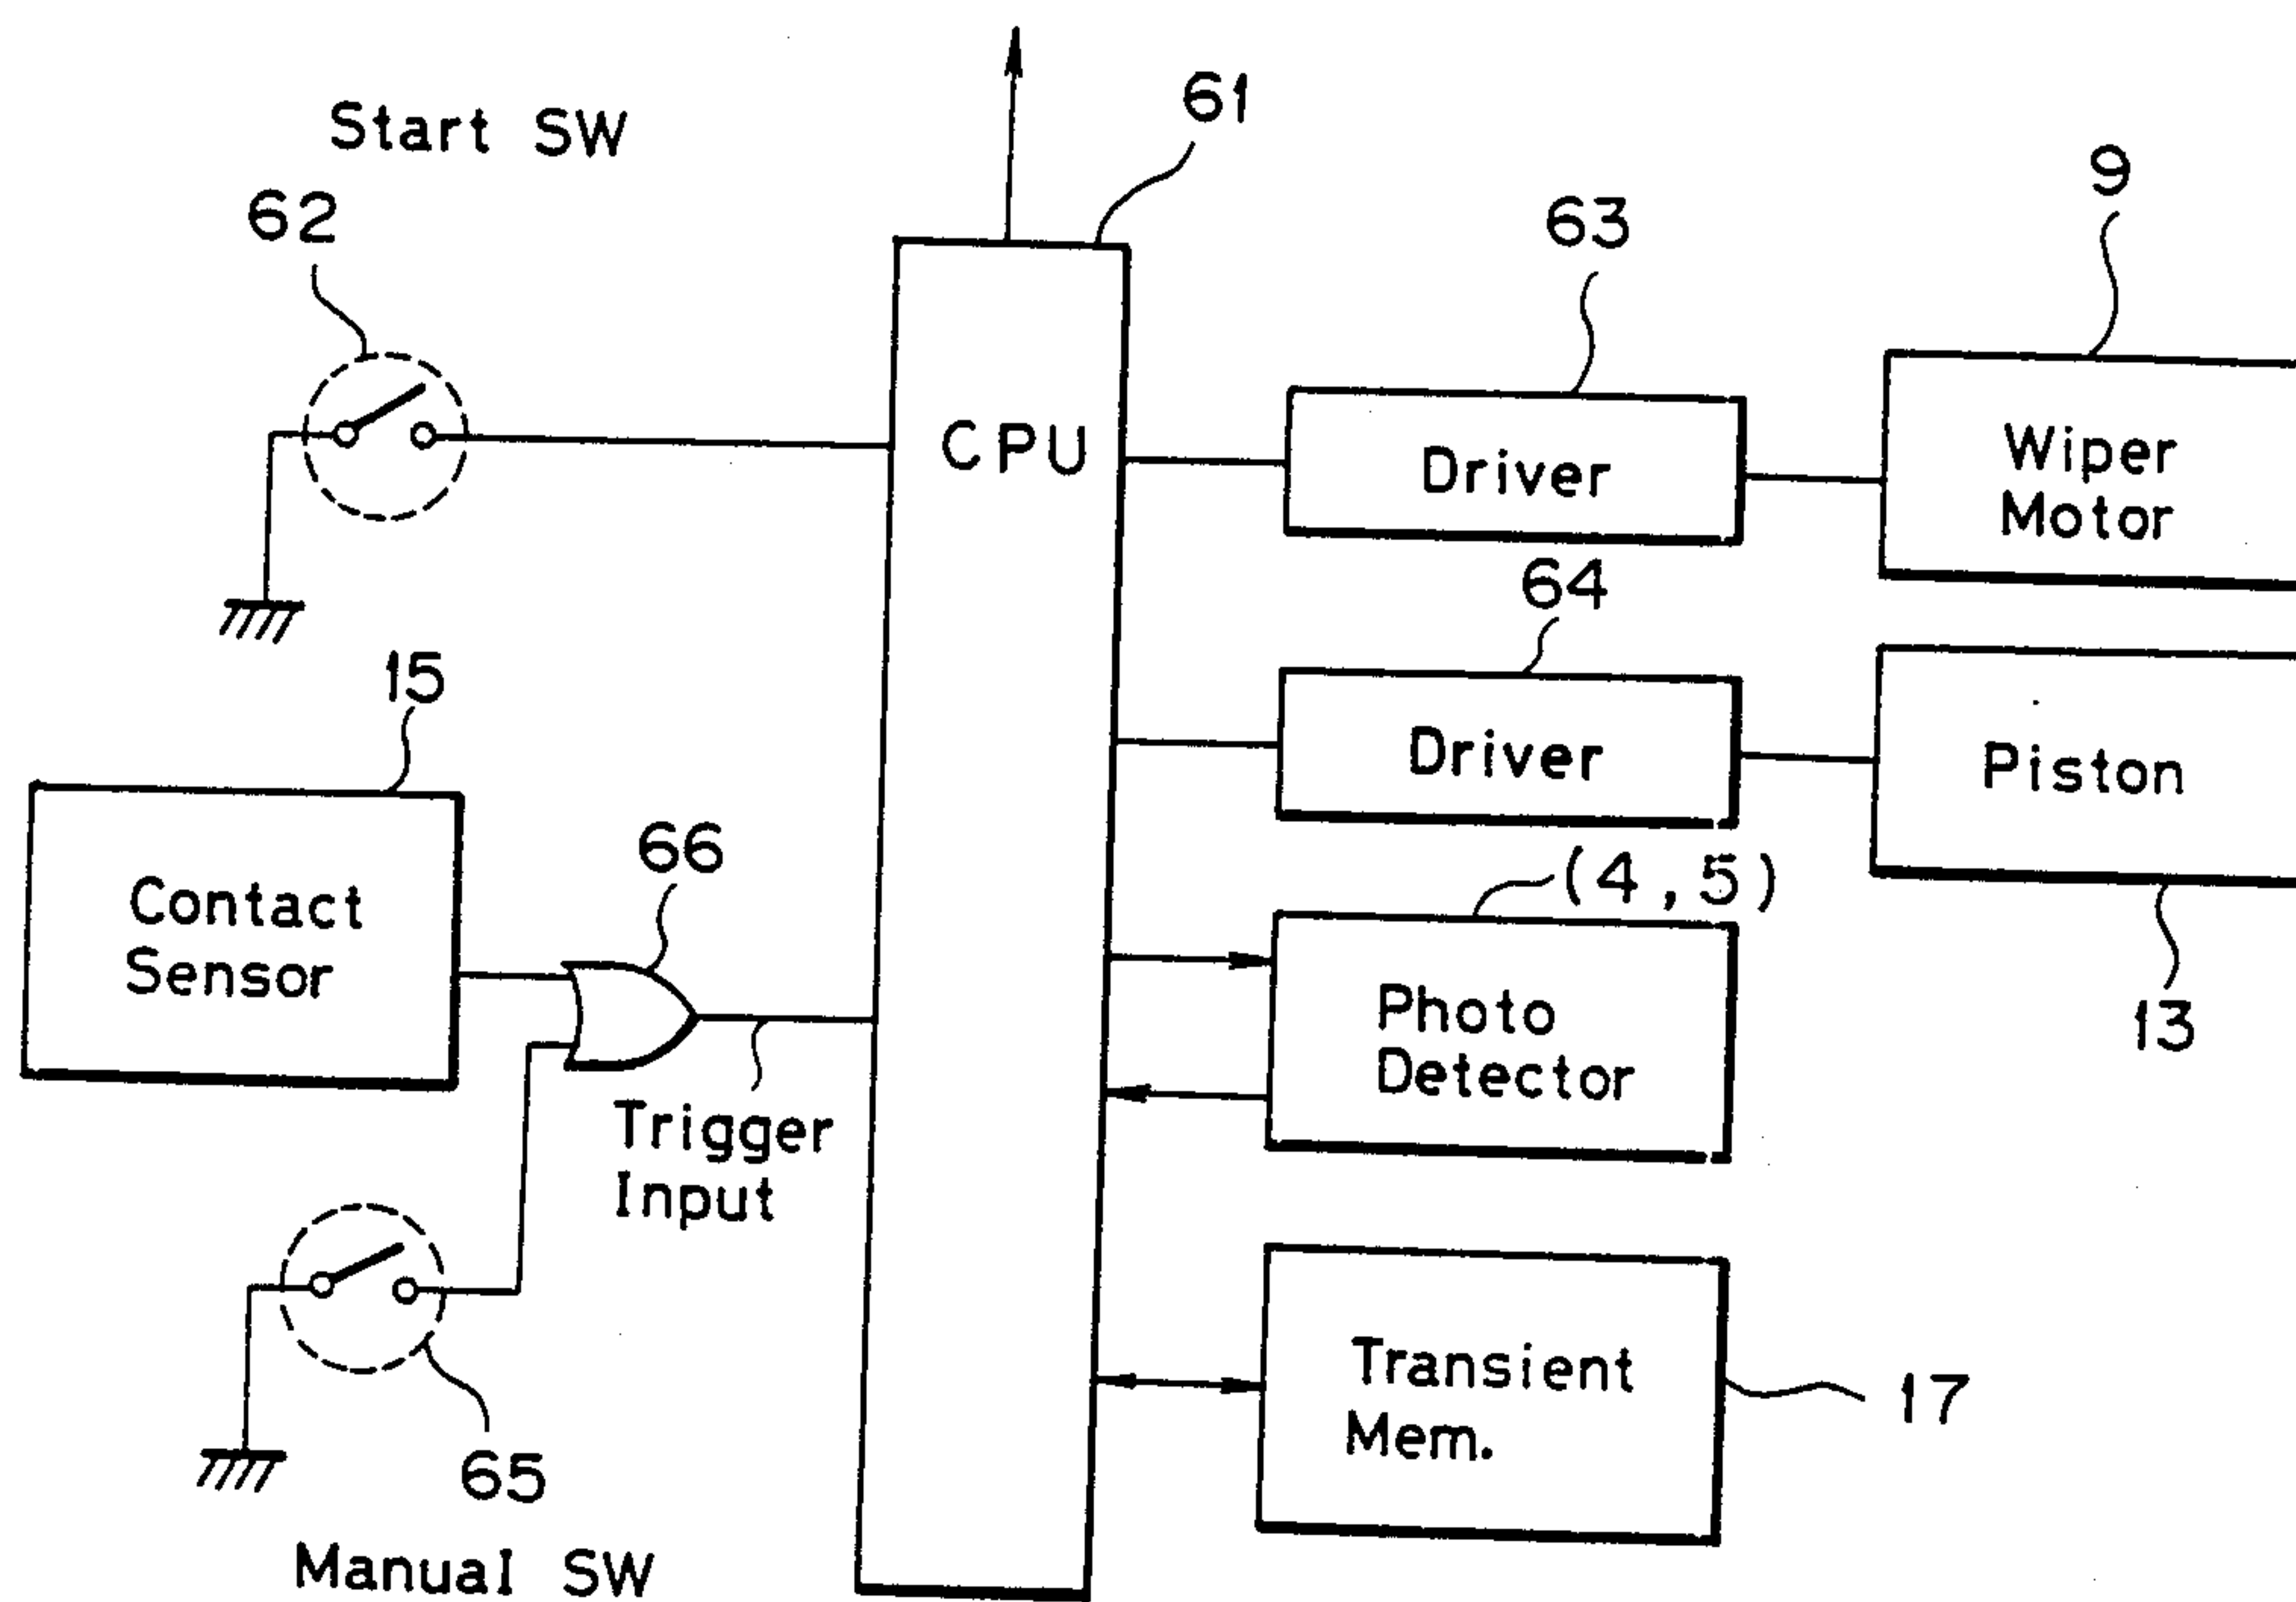 61
Start SW
9
62
63
CPU
Wiper
Motor
Driver
64
15
Driver
Piston
66
(4,5)
Contact
Sensor
Photo
Detector
13
Trigger
Input
Transient
Mem.
17
65
Manual SW